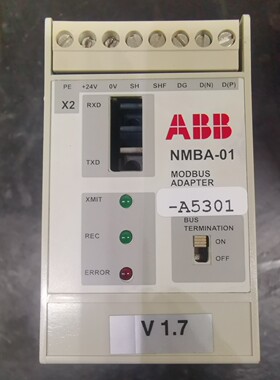 PE +24V 0V SH SHF DG D(N) D(P)
X2
RXD
TXD
ABB
NMBA-01
MODBUS
ADAPTER
-A5301
BUS
TERMINATION
ON
OFF
XMIT
REC
ERROR
V 1.7